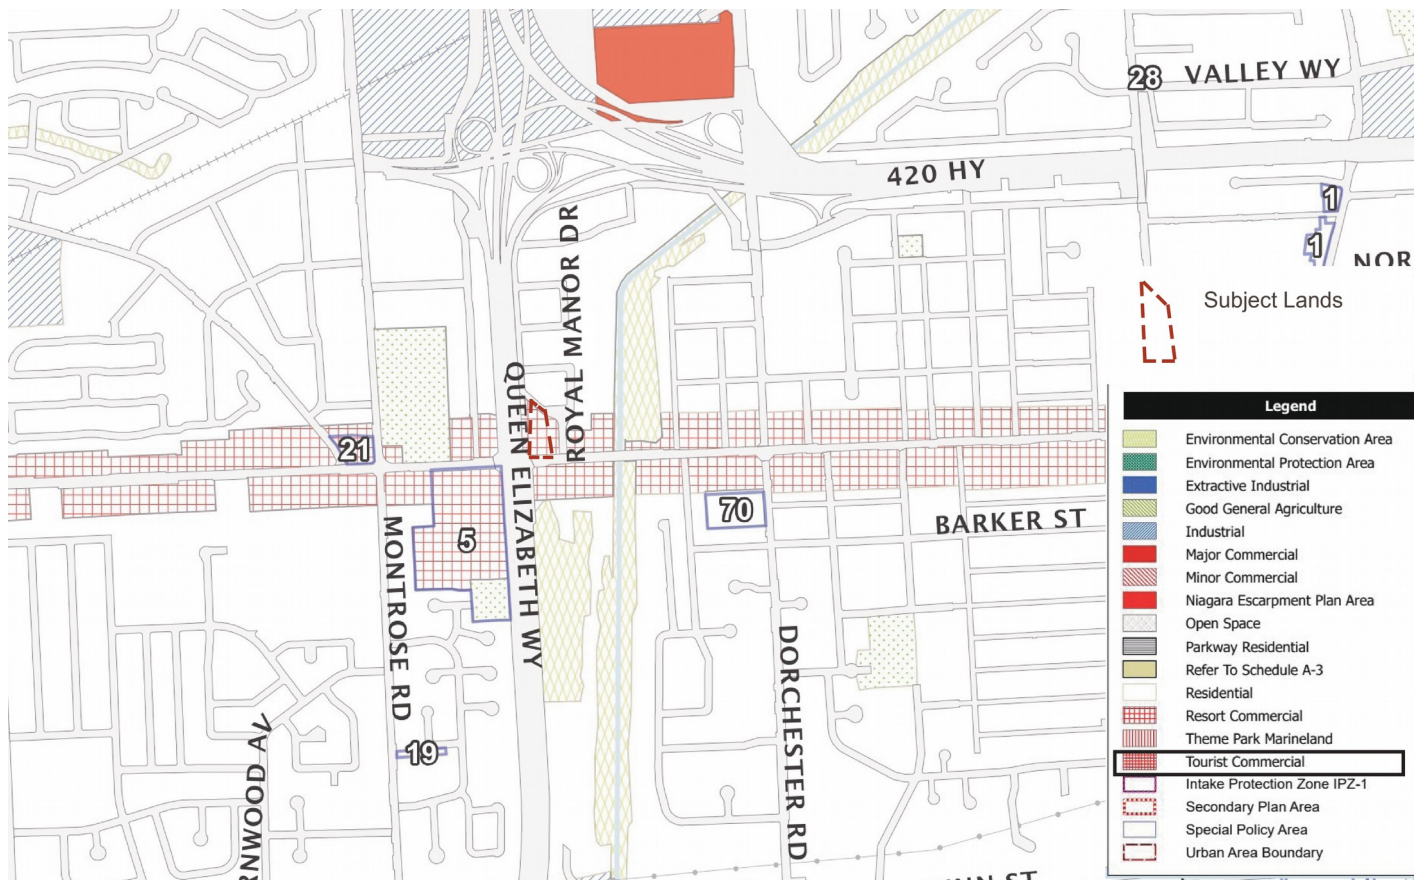 28 VALLEY WY
420 HY
1
1
NOR
ROYAL MANOR DR
Subject Lands
QUEEN ELIZABETH WY
21
5
70
BARKER ST
MONTROSE RD
DORCHESTER RD
19
Legend
Environmental Conservation Area
Environmental Protection Area
Extractive Industrial
Good General Agriculture
Industrial
Major Commercial
Minor Commercial
Niagara Escarpment Plan Area
Open Space
Parkway Residential
Refer To Schedule A-3
Residential
Resort Commercial
Theme Park Marineland
Tourist Commercial
Intake Protection Zone IPZ-1
Secondary Plan Area
Special Policy Area
Urban Area Boundary
RNWOOD AV